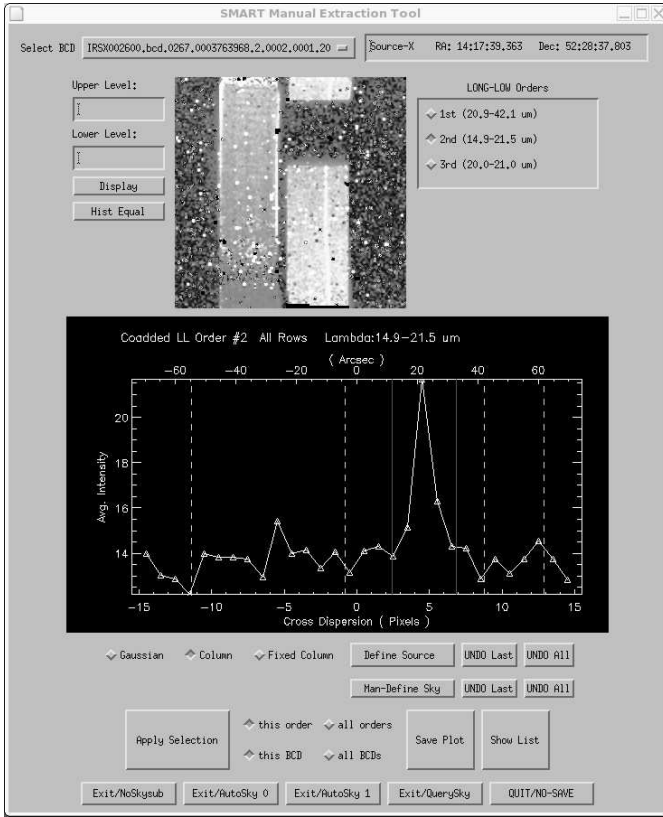 SMART Manual Extraction Tool
Select BCD IRSX002600.bcd.0267.0003763968.2.0002.0001.20 Source-X RA: 14:17:39.363 Dec: 52:28:37.803
Upper Level:
Lower Level:
Display
Hist Equal
LONG-LOW Orders
1st (20.9-42.1 um)
2nd (14.9-21.5 um)
3rd (20.0-21.0 um)
Coadded LL Order #2 All Rows Lambda:14.9-21.5 um
( Arcsec )
-60 -40 -20 0 20 40 60
20
18
16
14
Avg. Intensity
-15 -10 -5 0 5 10 15
Cross Dispersion ( Pixels )
Gaussian Column Fixed Column Define Source UNDO Last UNDO All
Man-Define Sky UNDO Last UNDO All
Apply Selection this order all orders Save Plot Show List
this BCD all BCDs
Exit/NoSkysub Exit/AutoSky 0 Exit/AutoSky 1 Exit/QuerySky QUIT/NO-SAVE